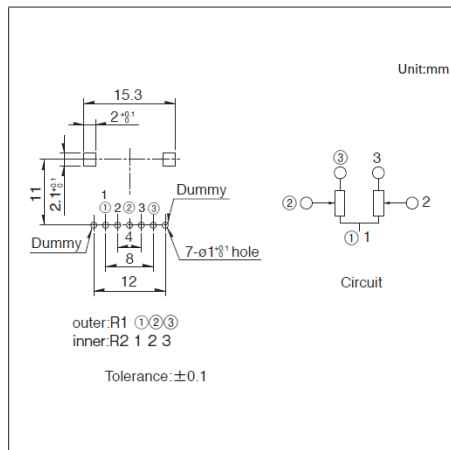 Unit:mm
15.3
2+0.1 0
③ 3
11
2.1+0.1 0
② 2
1 Dummy
① 2 ② 3 ③
① 1
Dummy 4 7-ø1+0.1 0 hole
8
Circuit
12
outer:R1 ①②③
inner:R2 1 2 3
Tolerance:±0.1